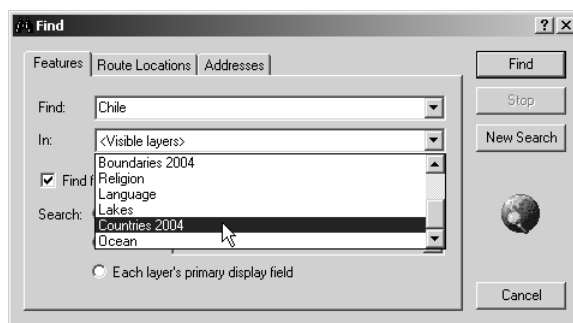 Find
Features Route Locations Addresses
Find
Find: Chile
Stop
In: <Visible layers>
New Search
Boundaries 2004
Religion
Find
Language
Lakes
Search:
Countries 2004
Ocean
Each layer's primary display field
Cancel